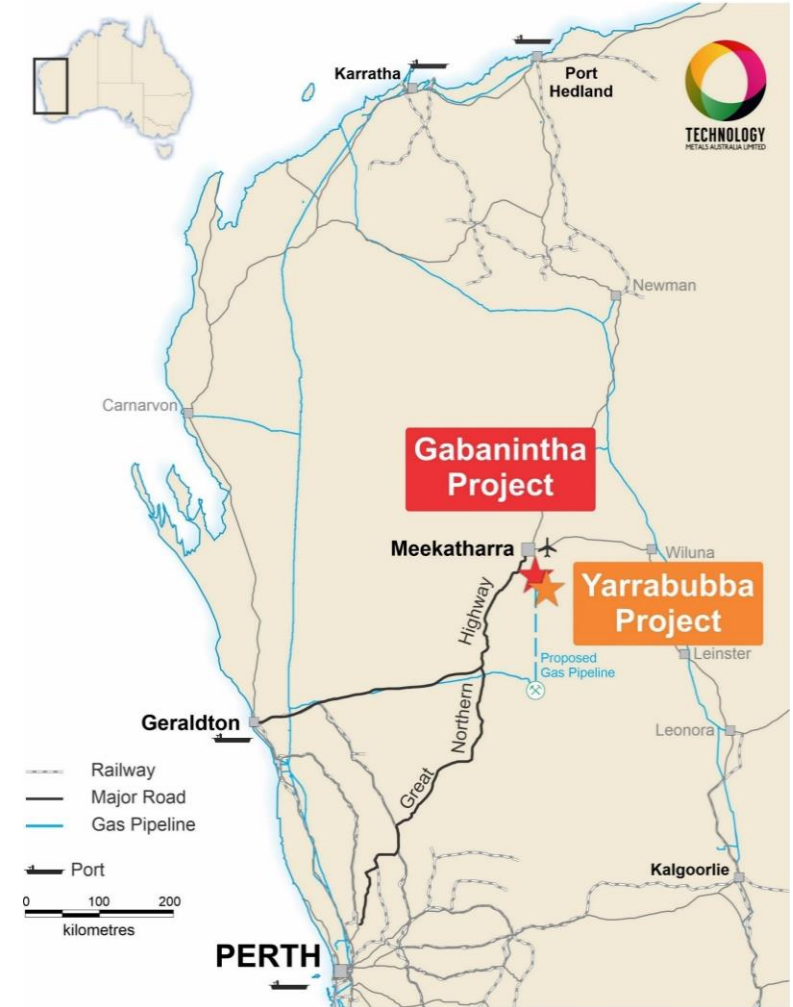 Karratha
Port
Hedland
TECHNOLOGY
METALS AUSTRALIA LIMITED
Newman
Carnarvon
Gabanintha
Project
Meekatharra
Wiluna
Yarrabubba
Project
Highway
Proposed
Gas Pipeline
Leinster
Northern
Geraldton
Leonora
Great
Railway
Major Road
Gas Pipeline
Port
Kalgoorlie
0 100 200
kilometres
PERTH